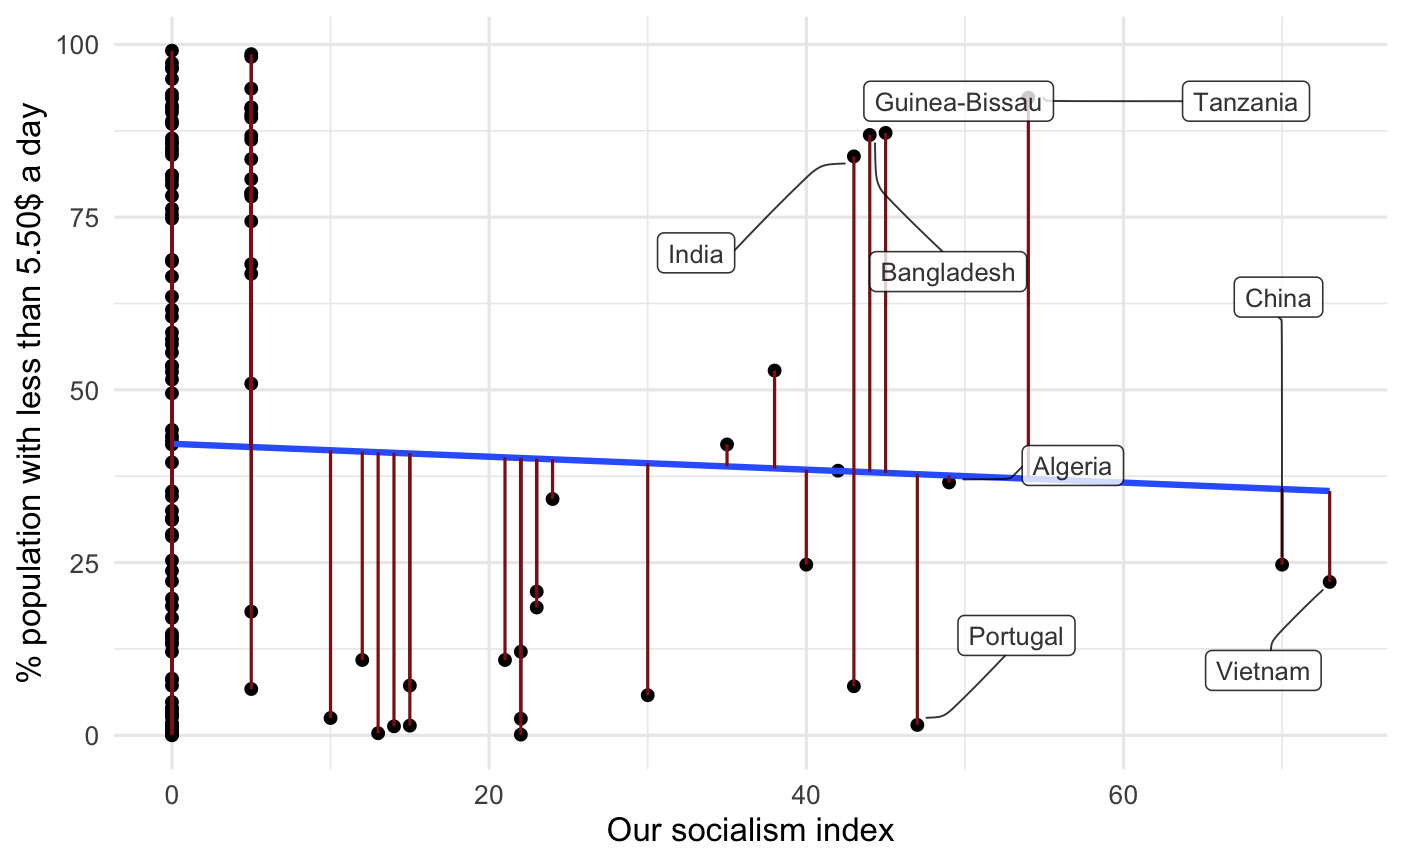 % population with less than 5.50$ a day
100
75
50
25
0
Guinea-Bissau
Tanzania
India
Bangladesh
China
Algeria
Portugal
Vietnam
0
20
40
60
Our socialism index